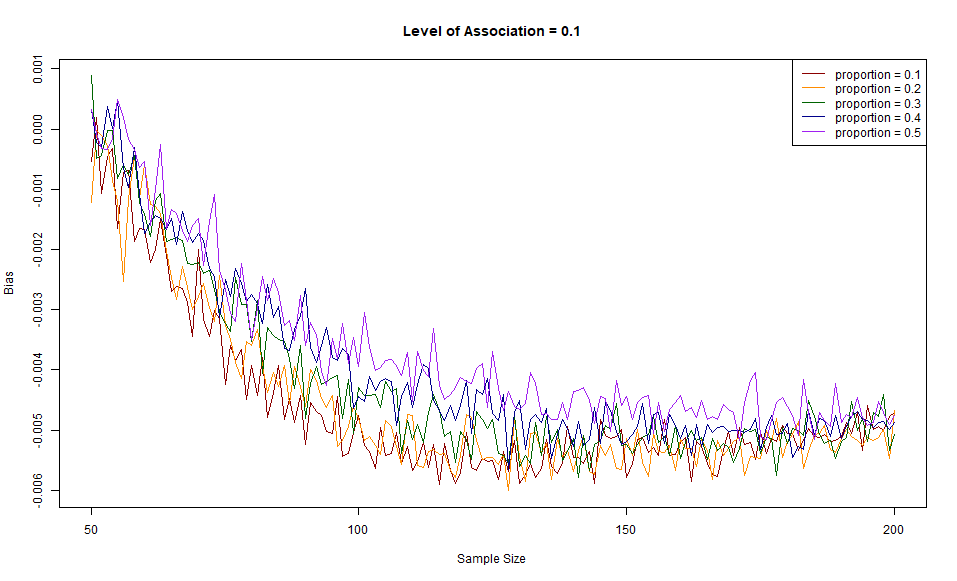 Level of Association = 0.1
proportion = 0.1
proportion = 0.2
proportion = 0.3
proportion = 0.4
proportion = 0.5
Bias
0.001
0.000
-0.001
-0.002
-0.003
-0.004
-0.005
-0.006
50
100
150
200
Sample Size